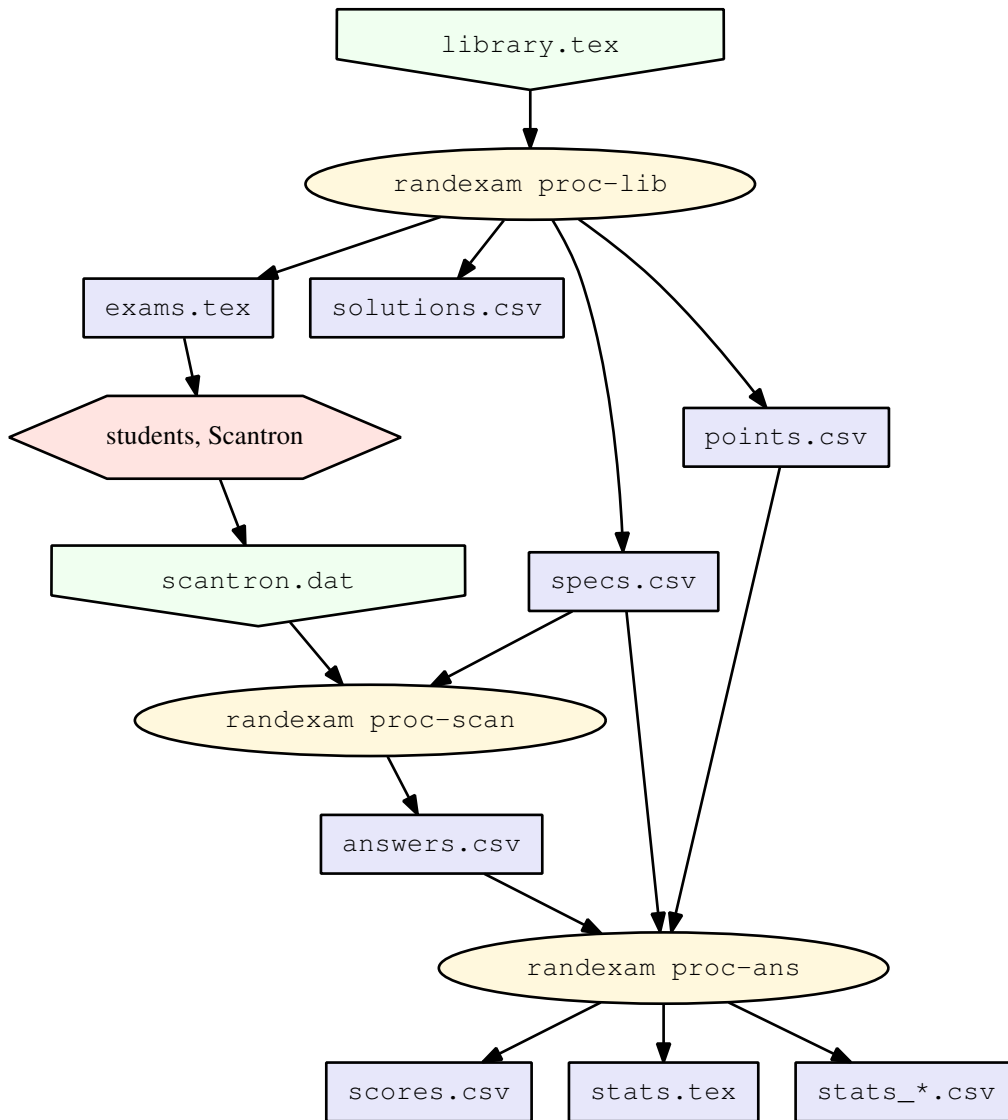 library.tex
randexam proc-lib
exams.tex
solutions.csv
students, Scantron
points.csv
scantron.dat
specs.csv
randexam proc-scan
answers.csv
randexam proc-ans
scores.csv
stats.tex
stats_*.csv